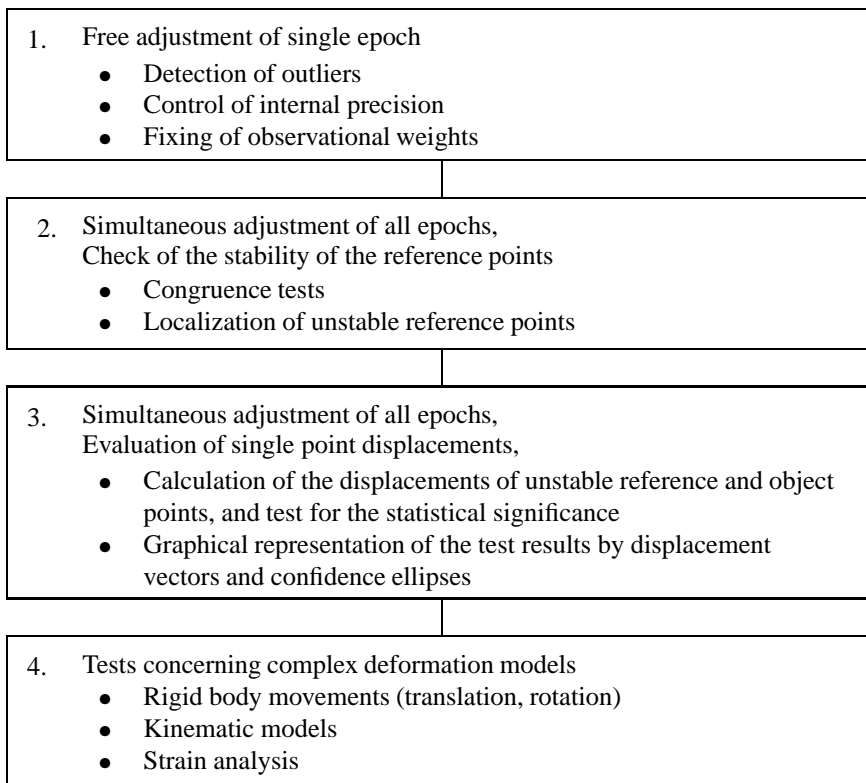 1. Free adjustment of single epoch
• Detection of outliers
• Control of internal precision
• Fixing of observational weights
2. Simultaneous adjustment of all epochs,
Check of the stability of the reference points
• Congruence tests
• Localization of unstable reference points
3. Simultaneous adjustment of all epochs,
Evaluation of single point displacements,
• Calculation of the displacements of unstable reference and object
points, and test for the statistical significance
• Graphical representation of the test results by displacement
vectors and confidence ellipses
4. Tests concerning complex deformation models
• Rigid body movements (translation, rotation)
• Kinematic models
• Strain analysis